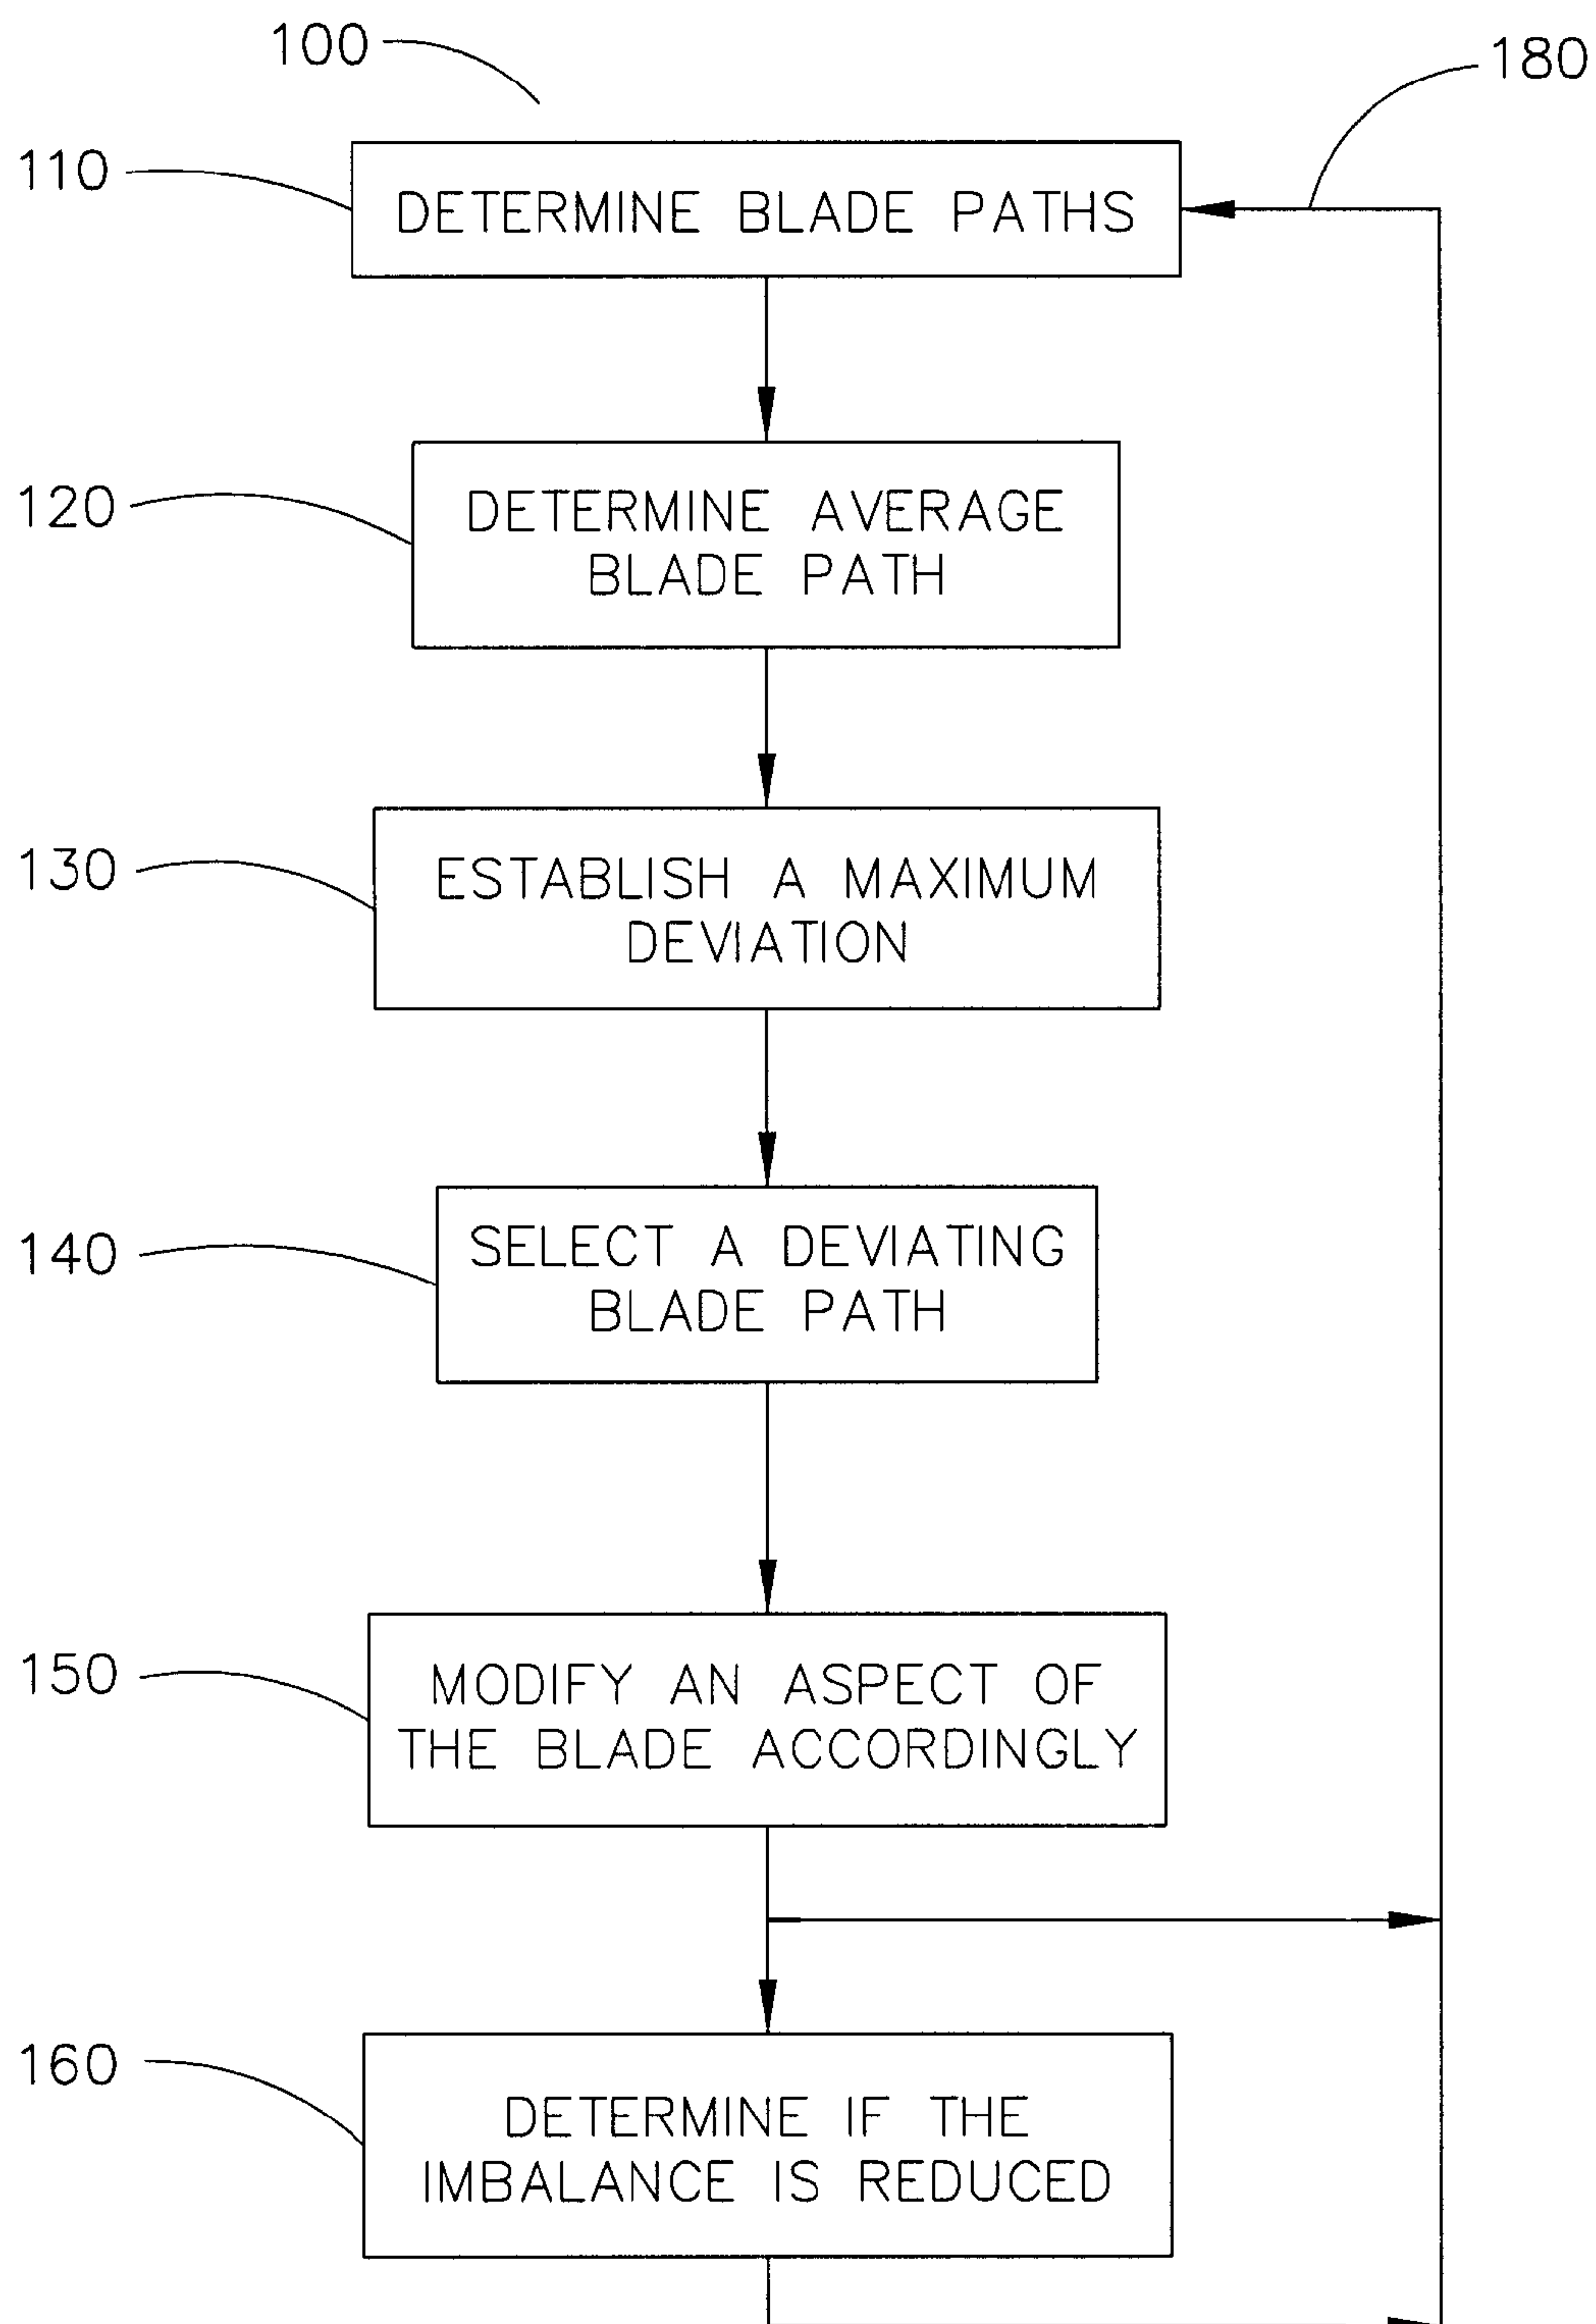 100
180
110
DETERMINE BLADE PATHS
120
DETERMINE AVERAGE
BLADE PATH
130
ESTABLISH A MAXIMUM
DEVIATION
140
SELECT A DEVIATING
BLADE PATH
150
MODIFY AN ASPECT OF
THE BLADE ACCORDINGLY
160
DETERMINE IF THE
IMBALANCE IS REDUCED